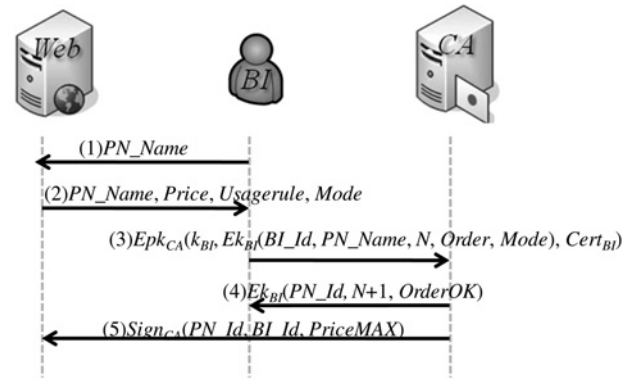 Web
BI
CA
(1)PN_Name
(2)PN_Name, Price, Usagerule, Mode
(3)Epk_CA(k_BI, Ek_BI(BI_Id, PN_Name, N, Order, Mode), Cert_BI)
(4)Ek_BI(PN_Id, N+1, OrderOK)
(5)Sign_CA(PN_Id, BI_Id, PriceMAX)